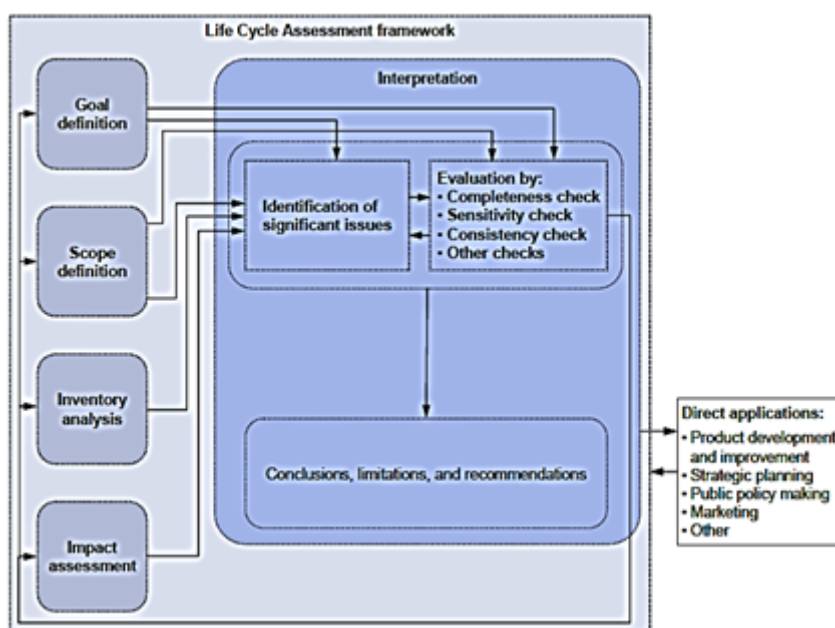 Life Cycle Assessment framework
Goal
definition
Scope
definition
Inventory
analysis
Impact
assessment
Interpretation
Identification of
significant issues
Evaluation by:
• Completeness check
• Sensitivity check
• Consistency check
• Other checks
Conclusions, limitations, and recommendations
Direct applications:
• Product development
and improvement
• Strategic planning
• Public policy making
• Marketing
• Other